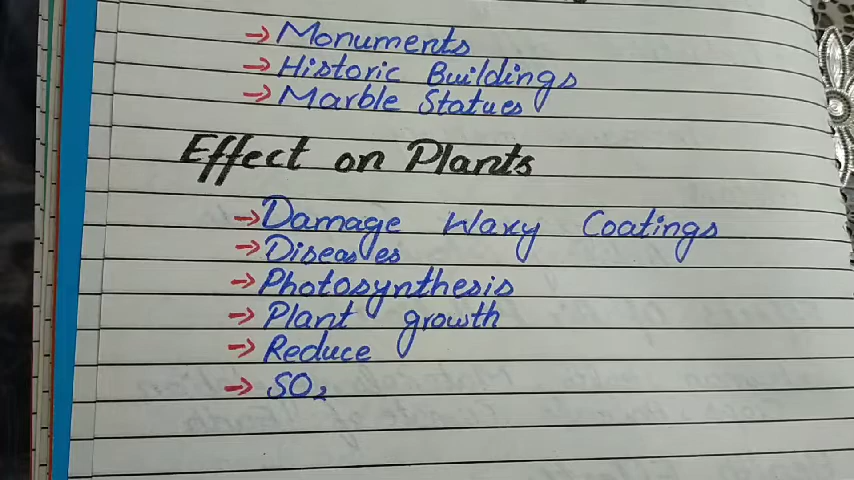 → Monuments
→ Historic Buildings
→ Marble Statues
Effect on Plants
→ Damage Waxy Coatings
→ Diseases
→ Photosynthesis
→ Plant growth
→ Reduce
→ SO₂